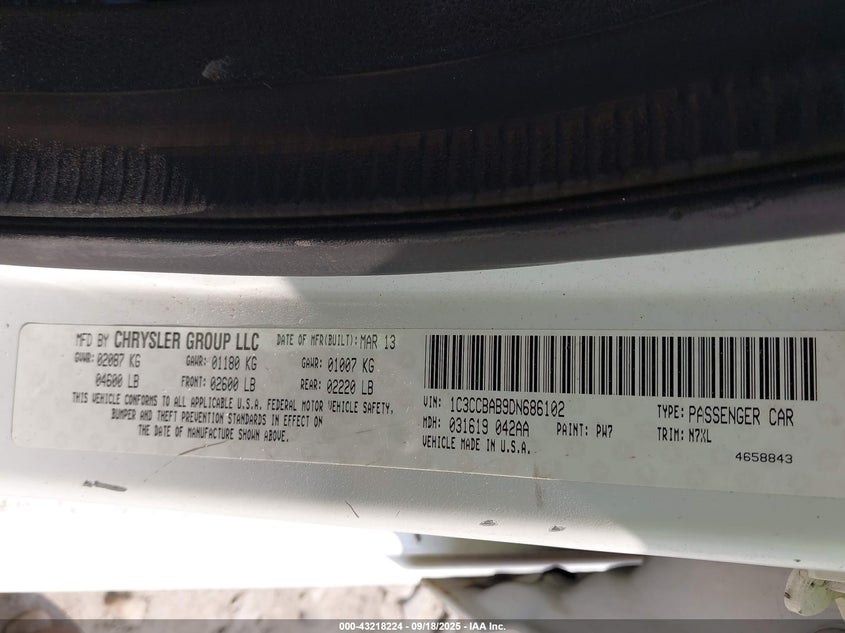 MFD BY CHRYSLER GROUP LLC DATE OF MFR(BUILT): MAR 13
GVWR: 02087 KG GAWR: 01180 KG GAWR: 01007 KG
04600 LB FRONT: 02600 LB REAR: 02220 LB
THIS VEHICLE CONFORMS TO ALL APPLICABLE U.S.A. FEDERAL MOTOR VEHICLE SAFETY,
BUMPER AND THEFT PREVENTION STANDARDS IN EFFECT ON
THE DATE OF MANUFACTURE SHOWN ABOVE.
VIN: 1C3CCBAB9DN686102 TYPE: PASSENGER CAR
MDH: 031619 042AA PAINT: PW7 TRIM: N7XL
VEHICLE MADE IN U.S.A.
4658843
000-43218224 - 09/18/2025 - IAA Inc.